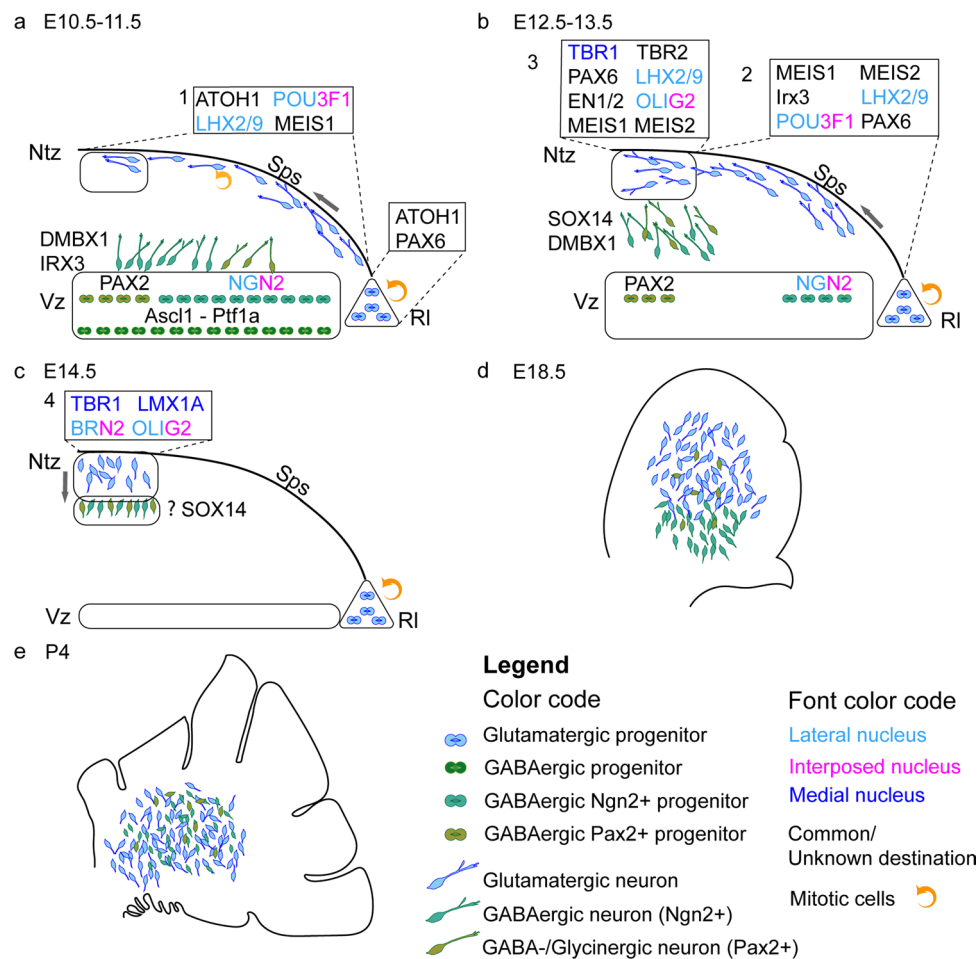 a E10.5-11.5
1
ATOH1 POU3F1
LHX2/9 MEIS1
Ntz
Sps
ATOH1
PAX6
DMBX1
IRX3
PAX2 NGN2
Vz
Ascl1 - Ptf1a
Rl
b E12.5-13.5
3
TBR1 TBR2
PAX6 LHX2/9
EN1/2 OLIG2
MEIS1 MEIS2
2
MEIS1 MEIS2
Irx3 LHX2/9
POU3F1 PAX6
Ntz
Sps
SOX14
DMBX1
PAX2 NGN2
Vz
Rl
c E14.5
4
TBR1 LMX1A
BRN2 OLIG2
Ntz
Sps
? SOX14
Vz
Rl
d E18.5
e P4
Legend
Color code
Glutamatergic progenitor
GABAergic progenitor
GABAergic Ngn2+ progenitor
GABAergic Pax2+ progenitor
Glutamatergic neuron
GABAergic neuron (Ngn2+)
GABA-/Glycinergic neuron (Pax2+)
Font color code
Lateral nucleus
Interposed nucleus
Medial nucleus
Common/
Unknown destination
Mitotic cells